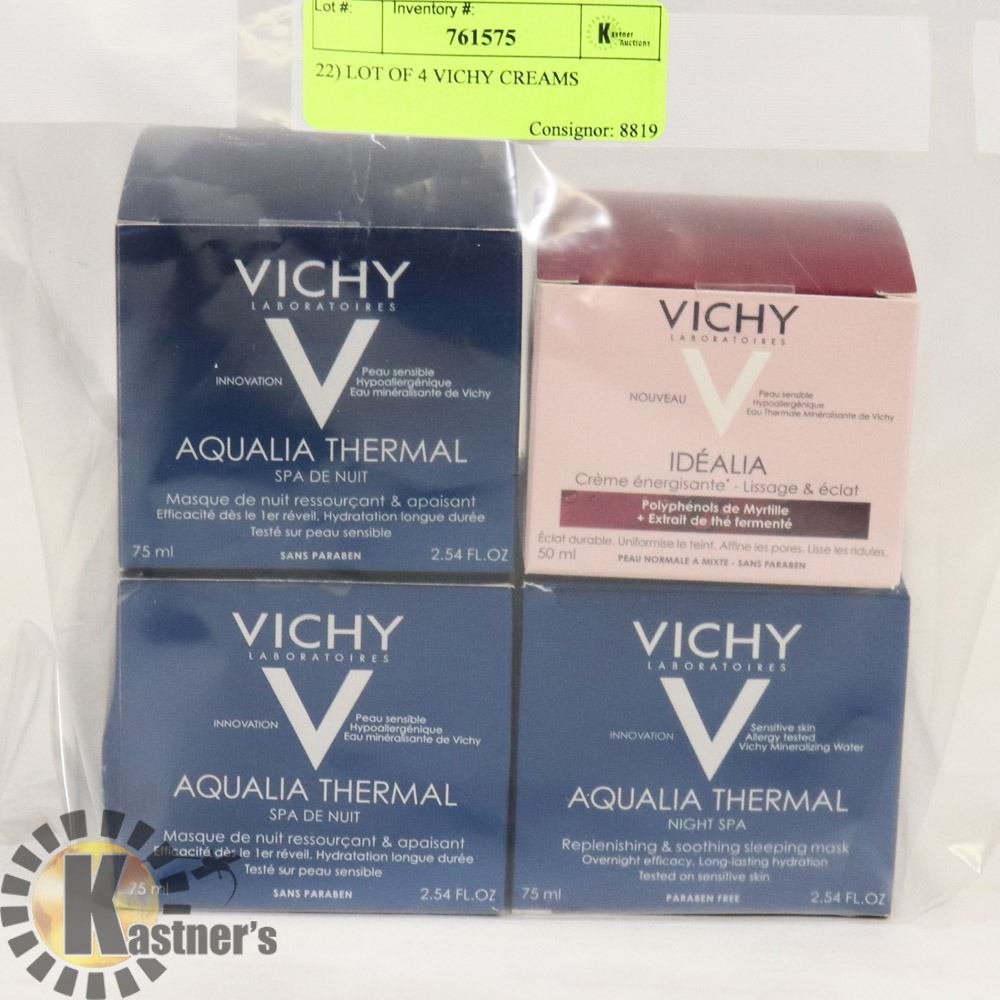 Lot #:
Inventory #:
761575
Kastner
Auctions
22) LOT OF 4 VICHY CREAMS
Consignor: 8819
VICHY
LABORATOIRES
V
INNOVATION
Peau sensible
Hypoallergénique
Eau minéralisante de Vichy
AQUALIA THERMAL
SPA DE NUIT
Masque de nuit ressourçant & apaisant
Efficacité dès le 1er réveil. Hydratation longue durée
Testé sur peau sensible
75 ml
SANS PARABEN
2.54 FL.OZ
VICHY
LABORATOIRES
V
NOUVEAU
Peau sensible
Hypoallergénique
Eau Thermale Minéralisante de Vichy
IDÉALIA
Crème énergisante* - Lissage & éclat
Polyphénols de Myrtille
+ Extrait de thé fermenté
Éclat durable. Uniformise le teint. Affine les pores. Lisse les ridules.
50 ml
PEAU NORMALE A MIXTE - SANS PARABEN
VICHY
LABORATOIRES
V
INNOVATION
Peau sensible
Hypoallergénique
Eau minéralisante de Vichy
AQUALIA THERMAL
SPA DE NUIT
Masque de nuit ressourçant & apaisant
Efficacité dès le 1er réveil. Hydratation longue durée
Testé sur peau sensible
75 ml
SANS PARABEN
2.54 FL.OZ
VICHY
LABORATOIRES
V
INNOVATION
Sensitive skin
Allergy tested
Vichy Mineralizing Water
AQUALIA THERMAL
NIGHT SPA
Replenishing & soothing sleeping mask
Overnight efficacy. Long-lasting hydration
Tested on sensitive skin
75 ml
PARABEN FREE
2.54 FL.OZ
Kastner's